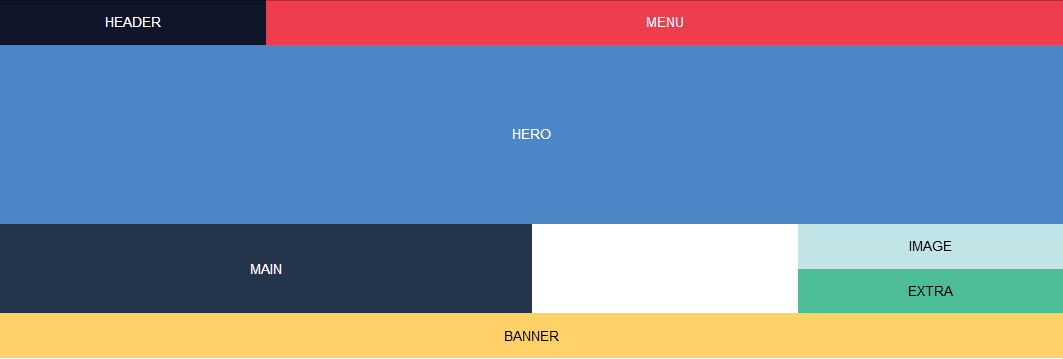 HEADER
MENU
HERO
MAIN
IMAGE
EXTRA
BANNER